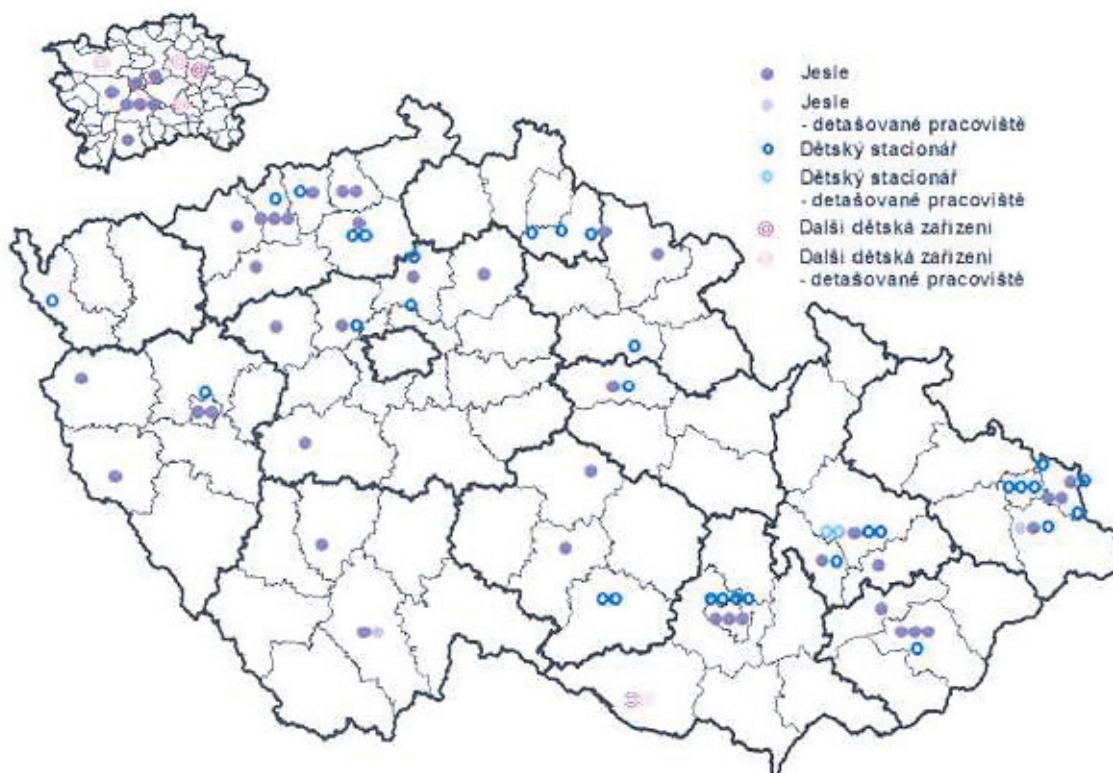 Jesle
Jesle
- detašované pracoviště
Dětský stacionář
Dětský stacionář
- detašované pracoviště
Další dětská zařízení
Další dětská zařízení
- detašované pracoviště